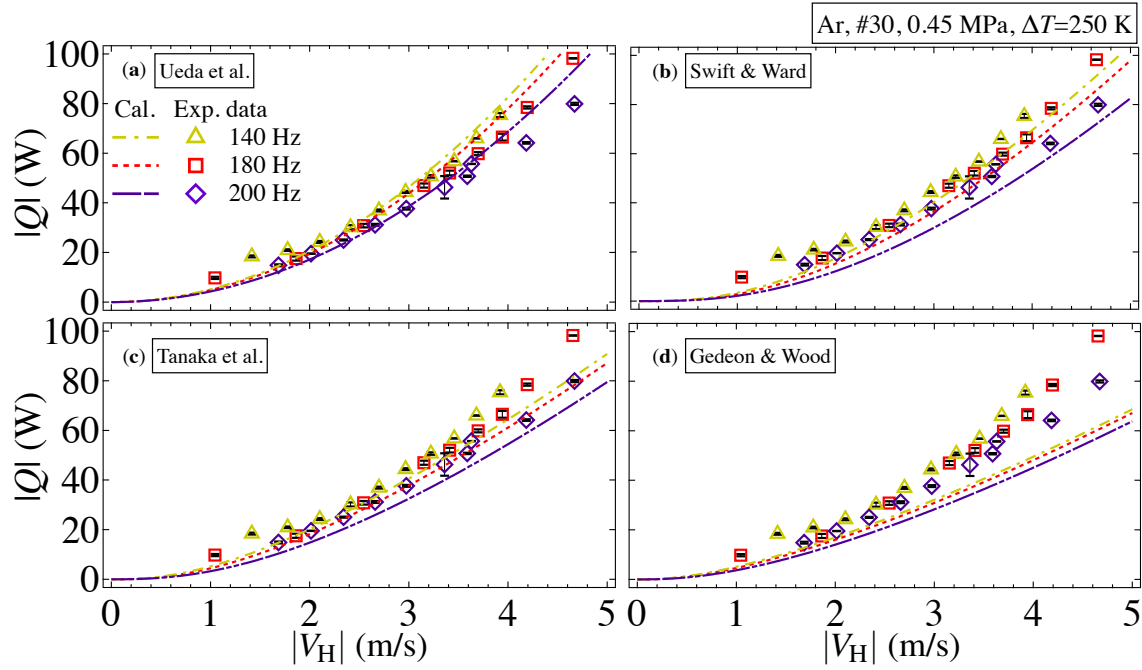 Ar, #30, 0.45 MPa, ΔT=250 K
100
80
60
40
20
0
|Q| (W)
(a) Ueda et al.
Cal. Exp. data
140 Hz
180 Hz
200 Hz
(b) Swift & Ward
100
80
60
40
20
0
|Q| (W)
(c) Tanaka et al.
(d) Gedeon & Wood
0 1 2 3 4 5
0 1 2 3 4 5
|V_H| (m/s)
|V_H| (m/s)